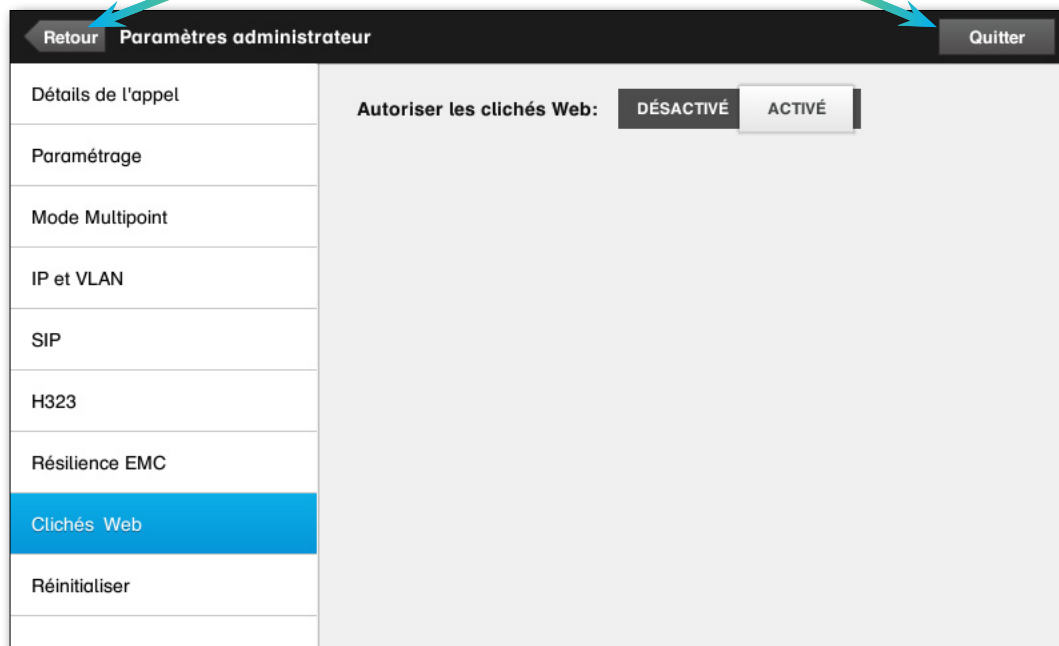 Retour Paramètres administrateur Quitter
Détails de l'appel
Autoriser les clichés Web: DÉSACTIVÉ ACTIVÉ
Paramétrage
Mode Multipoint
IP et VLAN
SIP
H323
Résilience EMC
Clichés Web
Réinitialiser